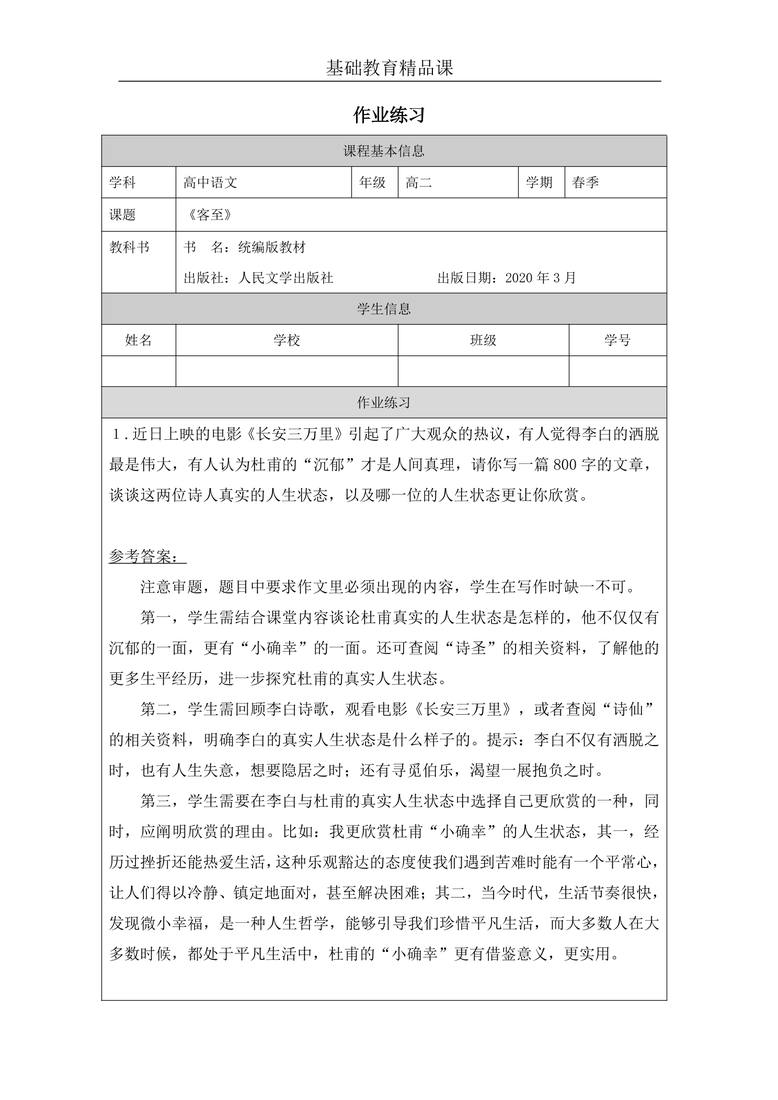 基础教育精品课
作业练习
课程基本信息
学科 高中语文 年级 高二 学期 春季
课题 《客至》
教科书 书 名：统编版教材
出版社：人民文学出版社 出版日期：2020 年 3 月
学生信息
姓名 学校 班级 学号
作业练习
1．近日上映的电影《长安三万里》引起了广大观众的热议，有人觉得李白的洒脱
最是伟大，有人认为杜甫的“沉郁”才是人间真理，请你写一篇 800 字的文章，
谈谈这两位诗人真实的人生状态，以及哪一位的人生状态更让你欣赏。
参考答案：
注意审题，题目中要求作文里必须出现的内容，学生在写作时缺一不可。
第一，学生需结合课堂内容谈论杜甫真实的人生状态是怎样的，他不仅仅有
沉郁的一面，更有“小确幸”的一面。还可查阅“诗圣”的相关资料，了解他的
更多生平经历，进一步探究杜甫的真实人生状态。
第二，学生需回顾李白诗歌，观看电影《长安三万里》，或者查阅“诗仙”
的相关资料，明确李白的真实人生状态是什么样子的。提示：李白不仅有洒脱之
时，也有人生失意，想要隐居之时；还有寻觅伯乐，渴望一展抱负之时。
第三，学生需要在李白与杜甫的真实人生状态中选择自己更欣赏的一种，同
时，应阐明欣赏的理由。比如：我更欣赏杜甫“小确幸”的人生状态，其一，经
历过挫折还能热爱生活，这种乐观豁达的态度使我们遇到苦难时能有一个平常心，
让人们得以冷静、镇定地面对，甚至解决困难；其二，当今时代，生活节奏很快，
发现微小幸福，是一种人生哲学，能够引导我们珍惜平凡生活，而大多数人在大
多数时候，都处于平凡生活中，杜甫的“小确幸”更有借鉴意义，更实用。